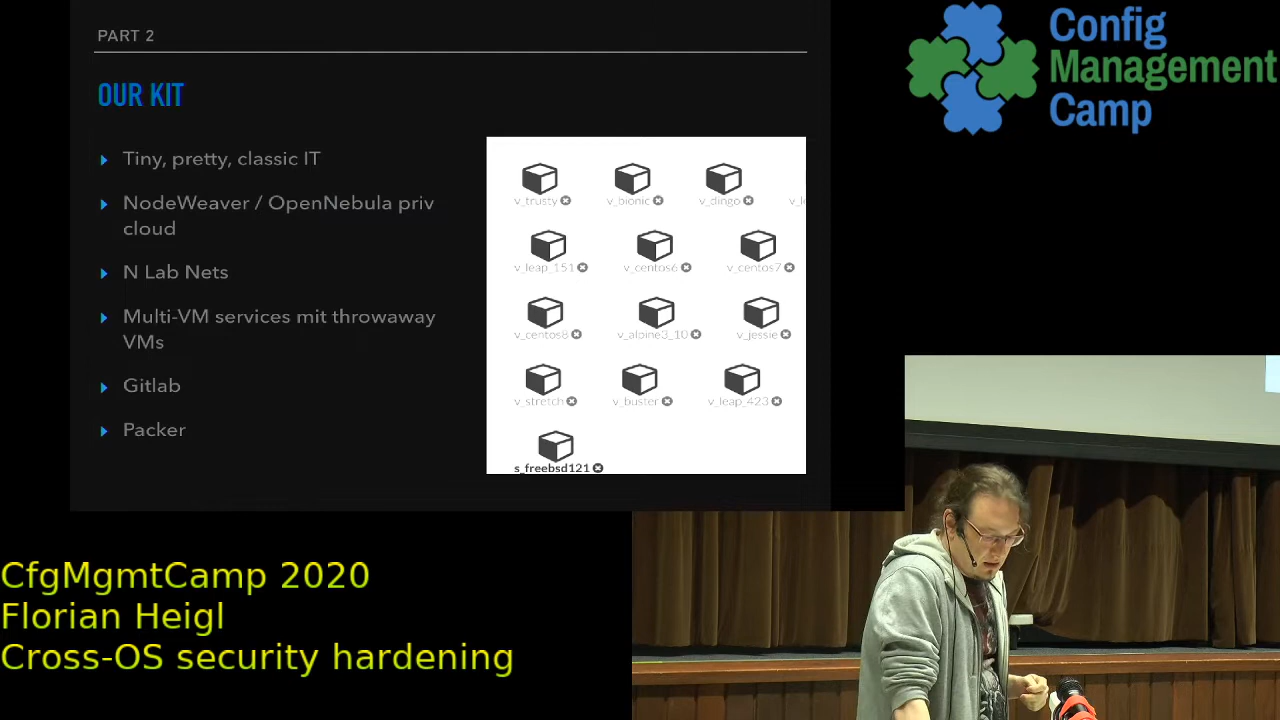 PART 2
OUR KIT
Tiny, pretty, classic IT
NodeWeaver / OpenNebula priv
cloud
N Lab Nets
Multi-VM services mit throwaway
VMs
Gitlab
Packer
v_trusty
v_bionic
v_dingo
v_leap_151
v_centos6
v_centos7
v_centos8
v_alpine3_10
v_jessie
v_stretch
v_buster
v_leap_423
s_freebsd121
Config
Management
Camp
CfgMgmtCamp 2020
Florian Heigl
Cross-OS security hardening